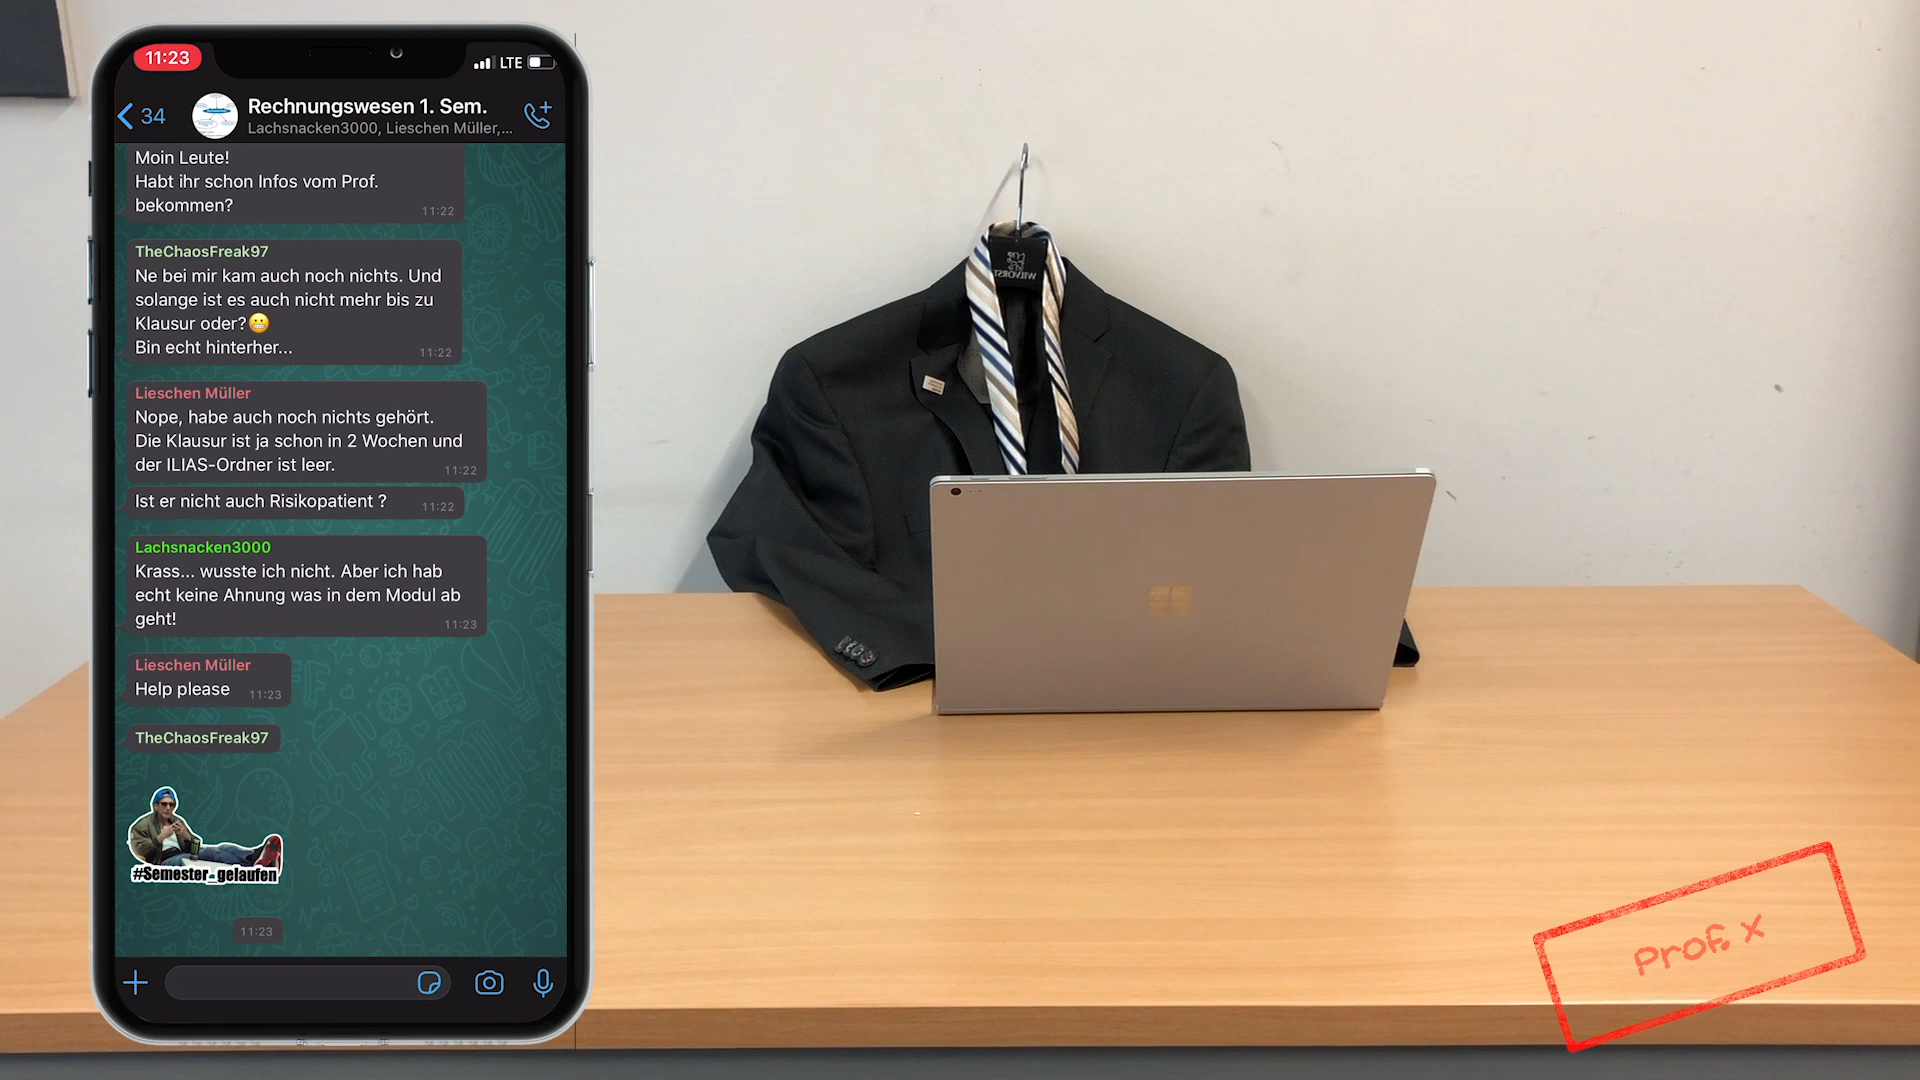 11:23
LTE
34
Rechnungswesen 1. Sem.
Lachsnacken3000, Lieschen Müller,...
Moin Leute!
Habt ihr schon Infos vom Prof.
bekommen?
11:22
TheChaosFreak97
Ne bei mir kam auch noch nichts. Und
solange ist es auch nicht mehr bis zu
Klausur oder?😬
Bin echt hinterher...
11:22
Lieschen Müller
Nope, habe auch noch nichts gehört.
Die Klausur ist ja schon in 2 Wochen und
der ILIAS-Ordner ist leer.
11:22
Ist er nicht auch Risikopatient ?
11:22
Lachsnacken3000
Krass... wusste ich nicht. Aber ich hab
echt keine Ahnung was in dem Modul ab
geht!
11:23
Lieschen Müller
Help please
11:23
TheChaosFreak97
#Semester_gelaufen
11:23
WILVORST
Prof. X